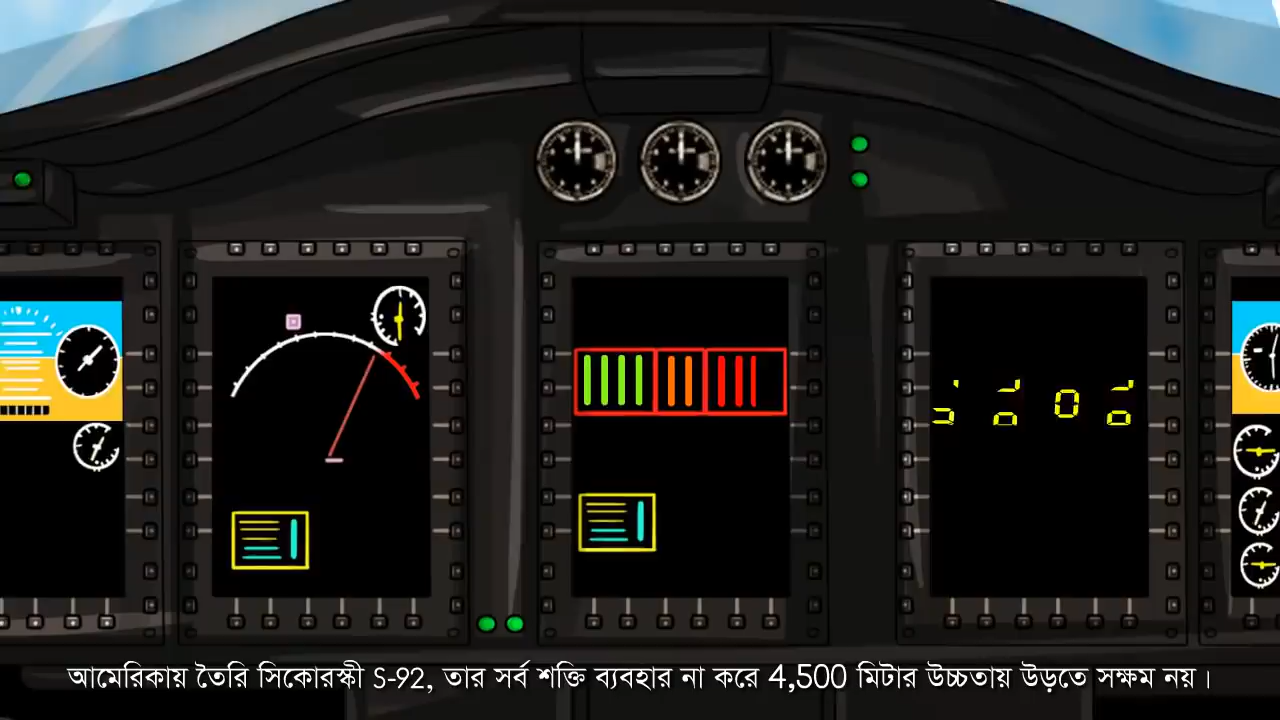 আমেরিকায় তৈরি সিকোরস্কী S-92, তার সর্ব শক্তি ব্যবহার না করে 4,500 মিটার উচ্চতায় উড়তে সক্ষম নয়।